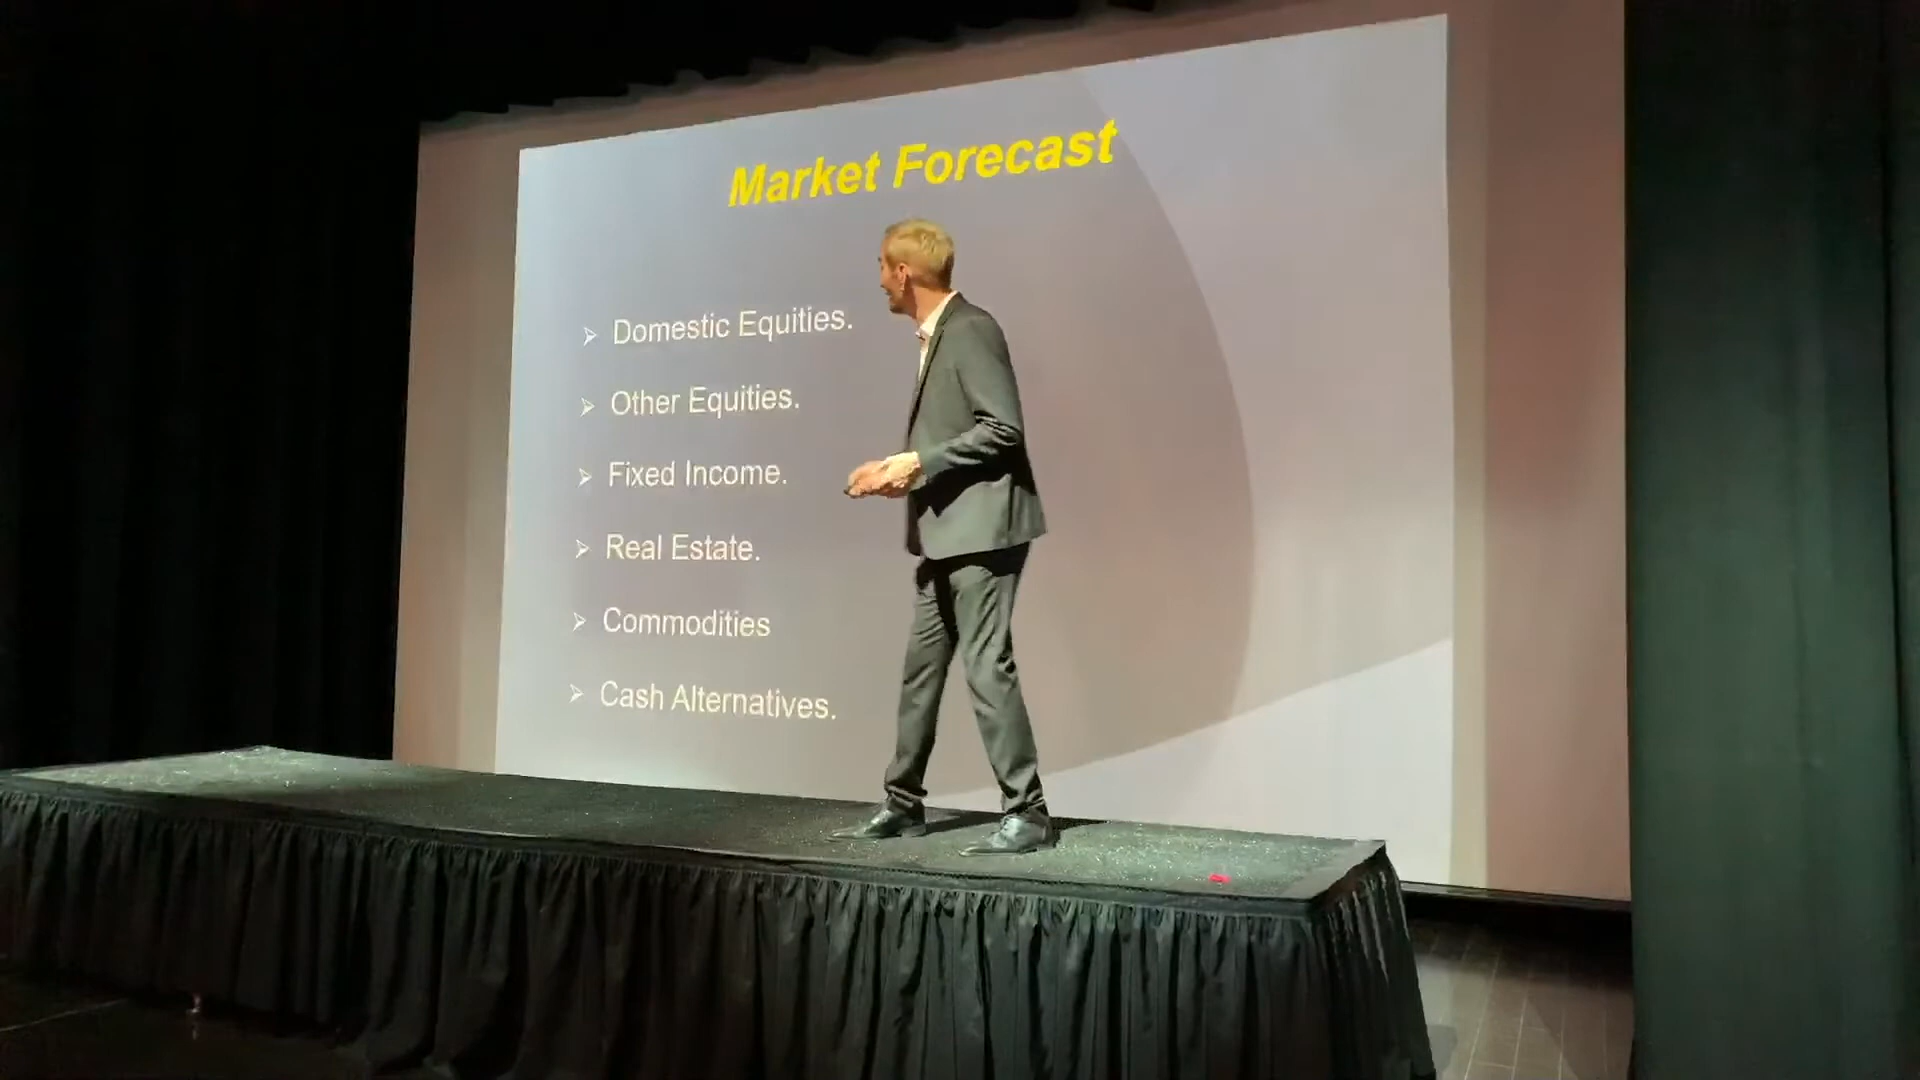 Market Forecast
Domestic Equities.
Other Equities.
Fixed Income.
Real Estate.
Commodities
Cash Alternatives.